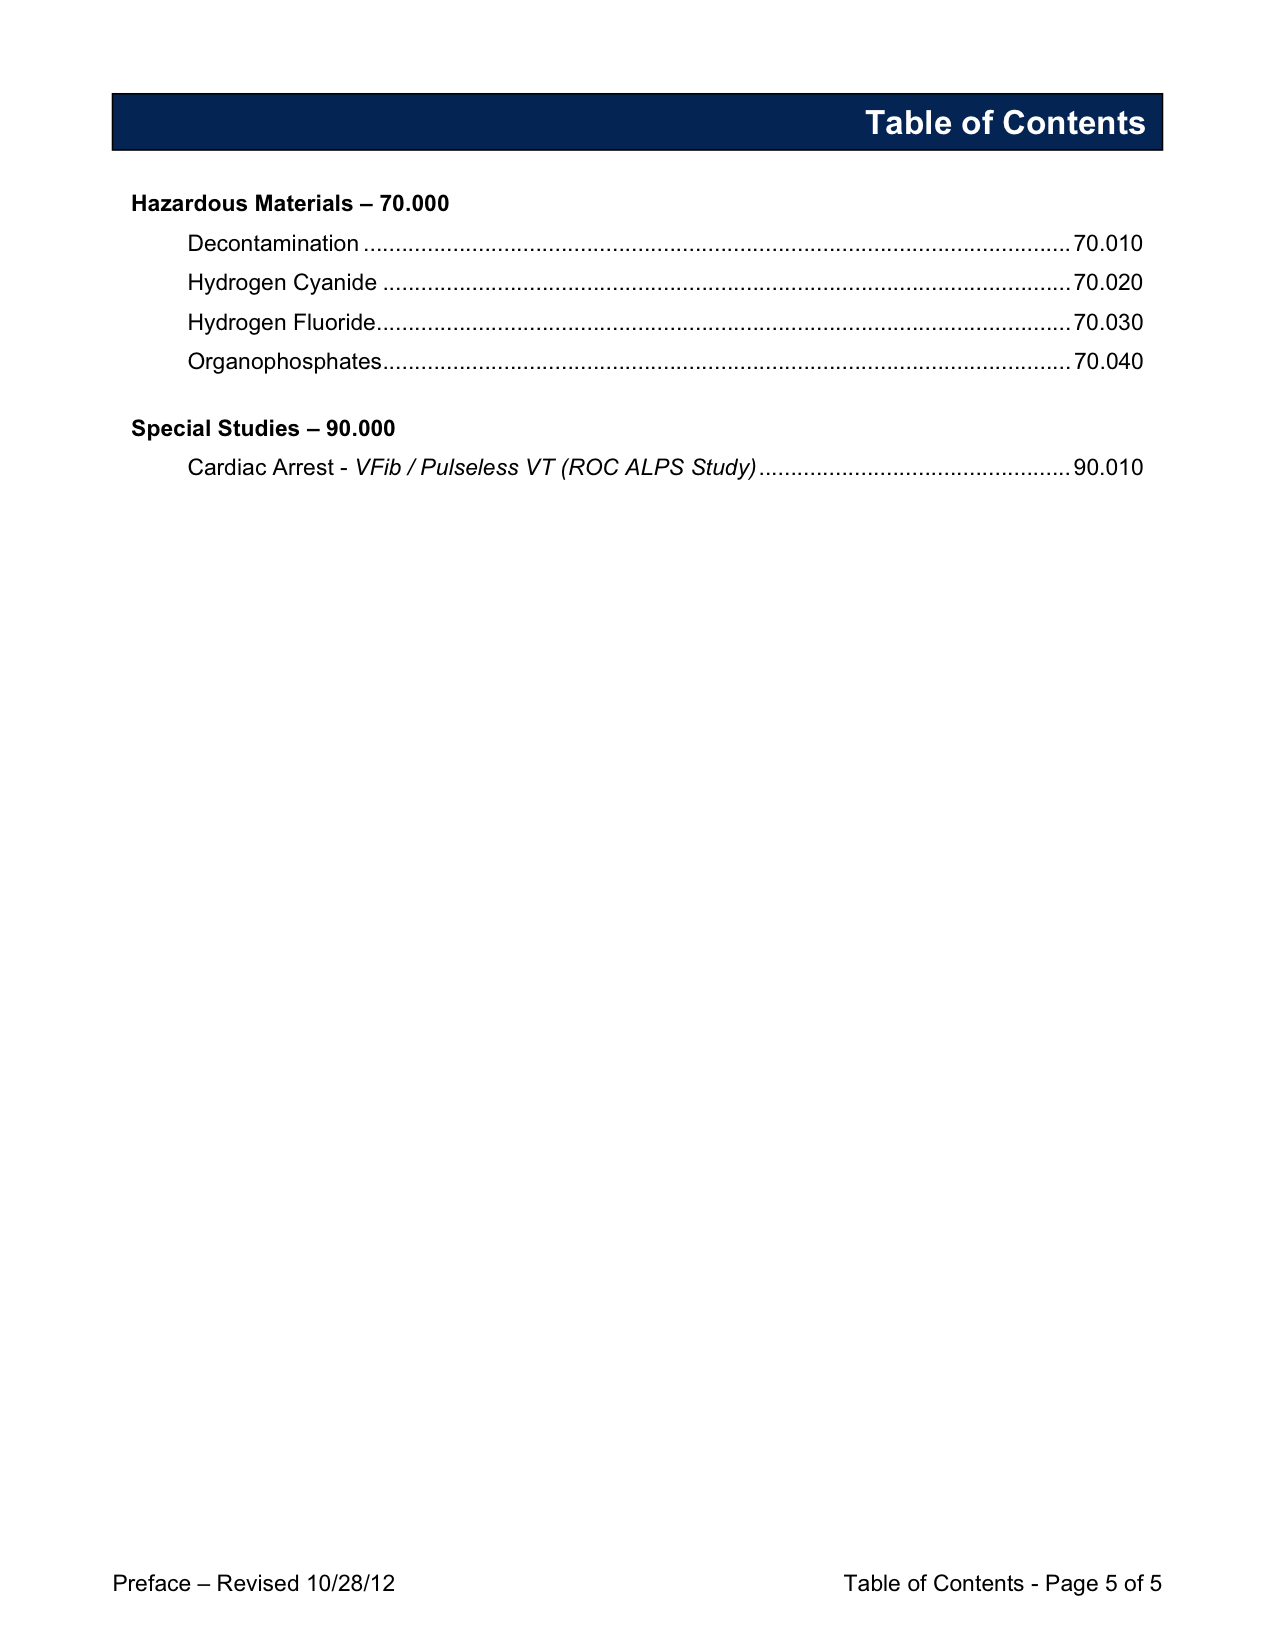 Table of Contents
Hazardous Materials – 70.000
Decontamination ................................................................................................................ 70.010
Hydrogen Cyanide ............................................................................................................. 70.020
Hydrogen Fluoride.............................................................................................................. 70.030
Organophosphates............................................................................................................. 70.040
Special Studies – 90.000
Cardiac Arrest - VFib / Pulseless VT (ROC ALPS Study) ................................................. 90.010
Preface – Revised 10/28/12
Table of Contents - Page 5 of 5